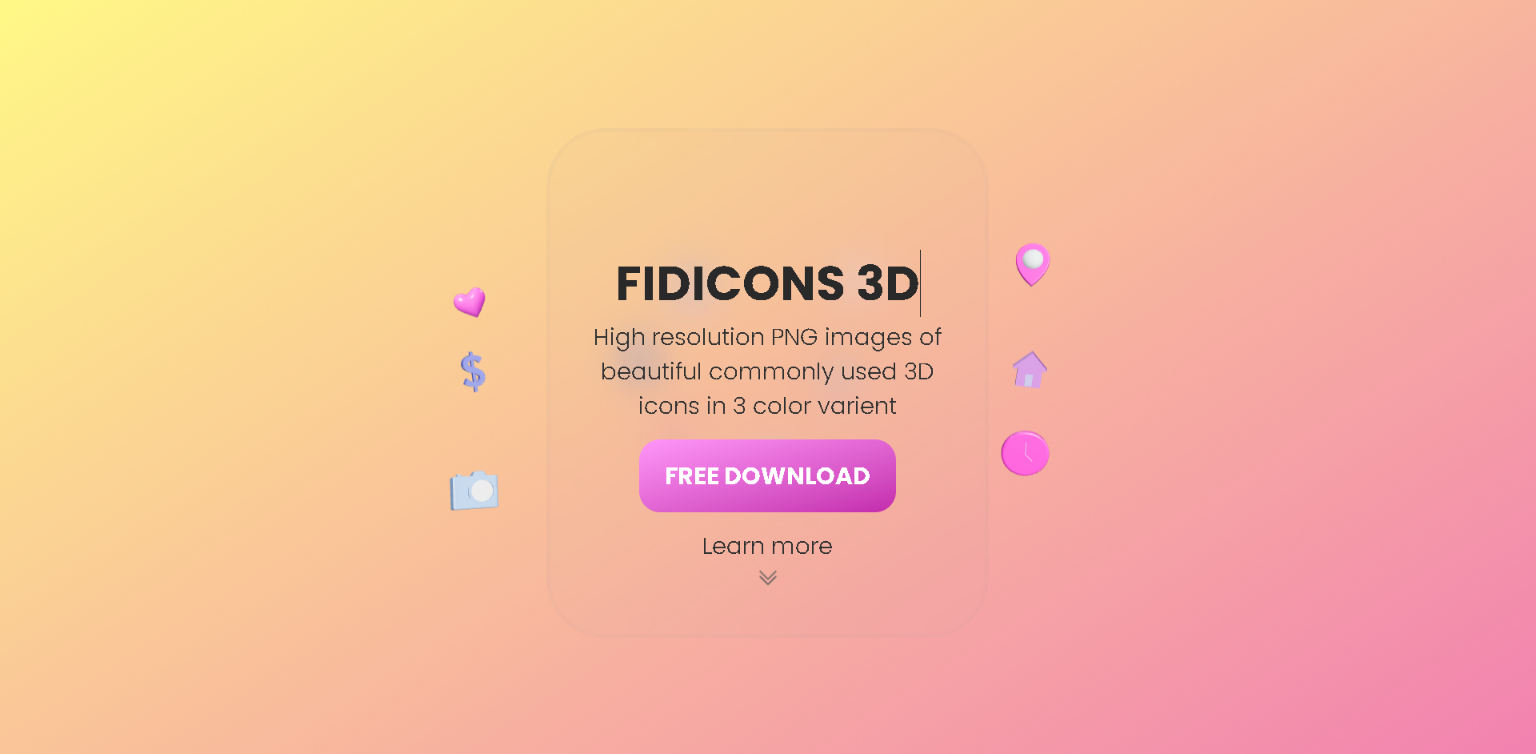 FIDICONS 3D
High resolution PNG images of
beautiful commonly used 3D
icons in 3 color varient
FREE DOWNLOAD
Learn more